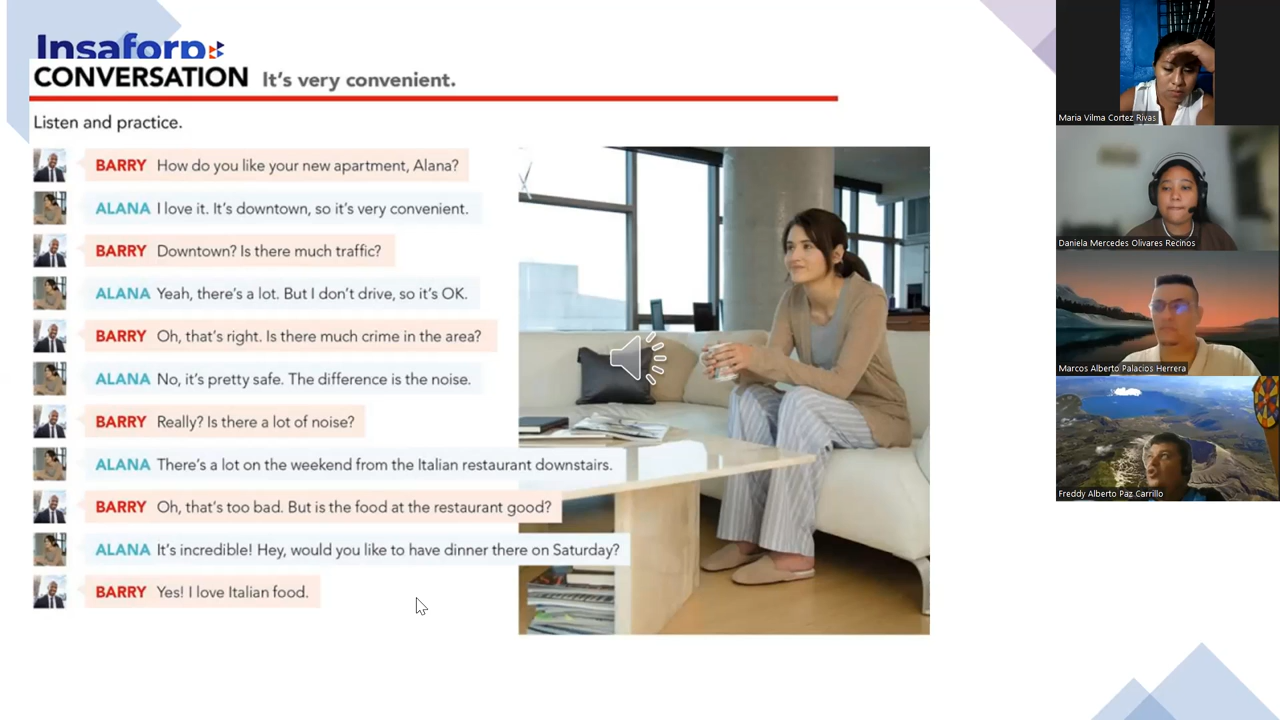 Insaforp
CONVERSATION It's very convenient.
Listen and practice.
BARRY How do you like your new apartment, Alana?
ALANA I love it. It's downtown, so it's very convenient.
BARRY Downtown? Is there much traffic?
ALANA Yeah, there's a lot. But I don't drive, so it's OK.
BARRY Oh, that's right. Is there much crime in the area?
ALANA No, it's pretty safe. The difference is the noise.
BARRY Really? Is there a lot of noise?
ALANA There's a lot on the weekend from the Italian restaurant downstairs.
BARRY Oh, that's too bad. But is the food at the restaurant good?
ALANA It's incredible! Hey, would you like to have dinner there on Saturday?
BARRY Yes! I love Italian food.
Maria Vilma Cortez Rivas
Daniela Mercedes Olivares Recinos
Marcos Alberto Palacios Herrera
Freddy Alberto Paz Carrillo